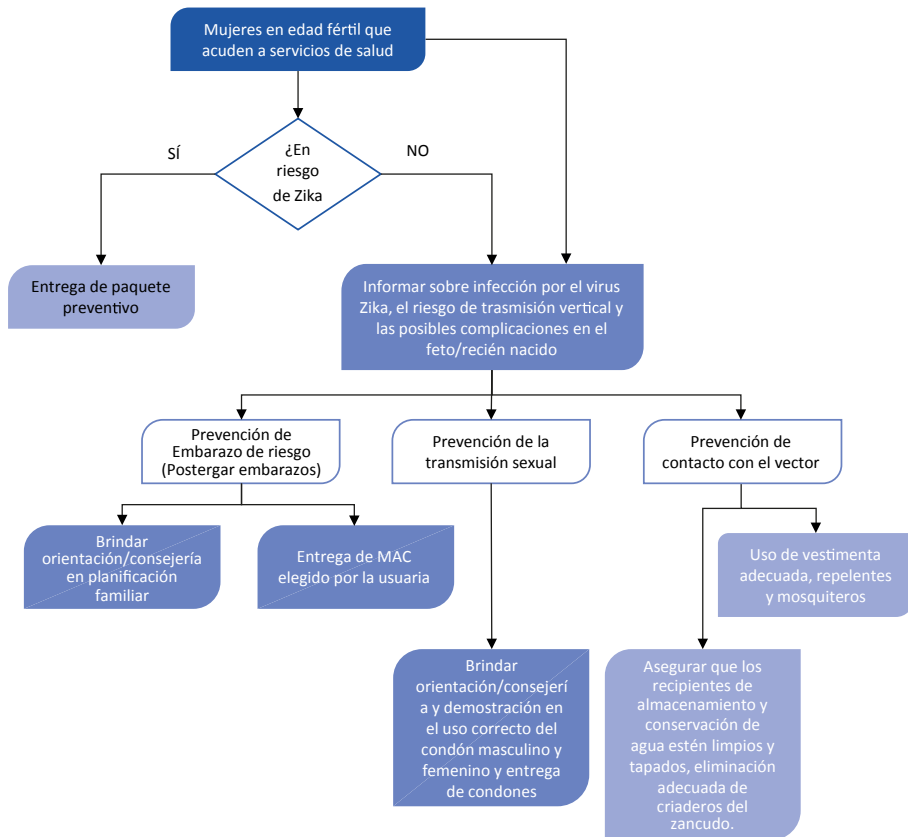 Mujeres en edad fértil que
acuden a servicios de salud
SÍ
¿En
riesgo
de Zika
NO
Entrega de paquete
preventivo
Informar sobre infección por el virus
Zika, el riesgo de trasmisión vertical y
las posibles complicaciones en el
feto/recién nacido
Prevención de
Embarazo de riesgo
(Postergar embarazos)
Prevención de la
transmisión sexual
Prevención de
contacto con el vector
Brindar
orientación/consejería
en planificación
familiar
Entrega de MAC
elegido por la usuaria
Uso de vestimenta
adecuada, repelentes
y mosquiteros
Brindar
orientación/consejerí
a y demostración en
el uso correcto del
condón masculino y
femenino y entrega
de condones
Asegurar que los
recipientes de
almacenamiento y
conservación de
agua estén limpios y
tapados, eliminación
adecuada de
criaderos del
zancudo.